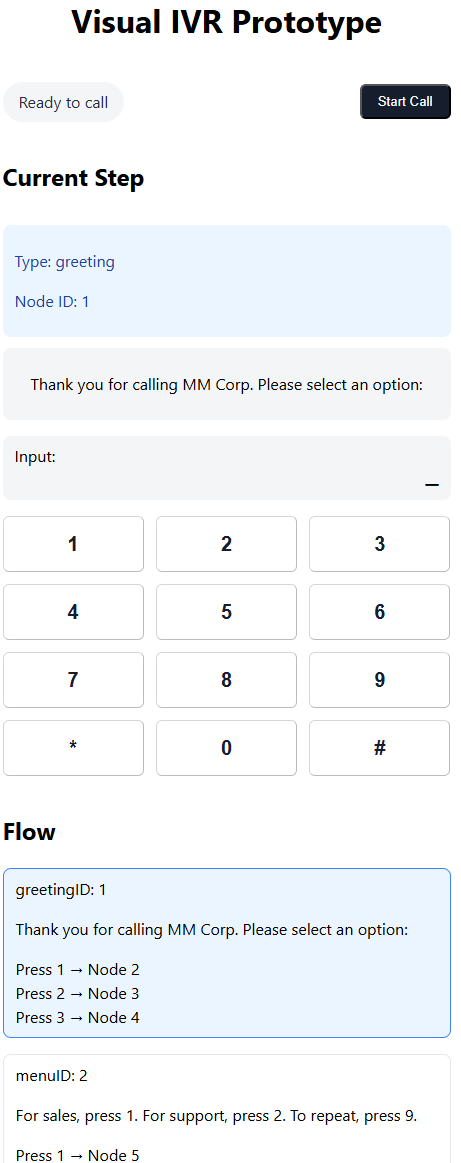 Visual IVR Prototype
Ready to call
Start Call
Current Step
Type: greeting
Node ID: 1
Thank you for calling MM Corp. Please select an option:
Input:
_
1 2 3
4 5 6
7 8 9
* 0 #
Flow
greetingID: 1
Thank you for calling MM Corp. Please select an option:
Press 1 → Node 2
Press 2 → Node 3
Press 3 → Node 4
menuID: 2
For sales, press 1. For support, press 2. To repeat, press 9.
Press 1 → Node 5